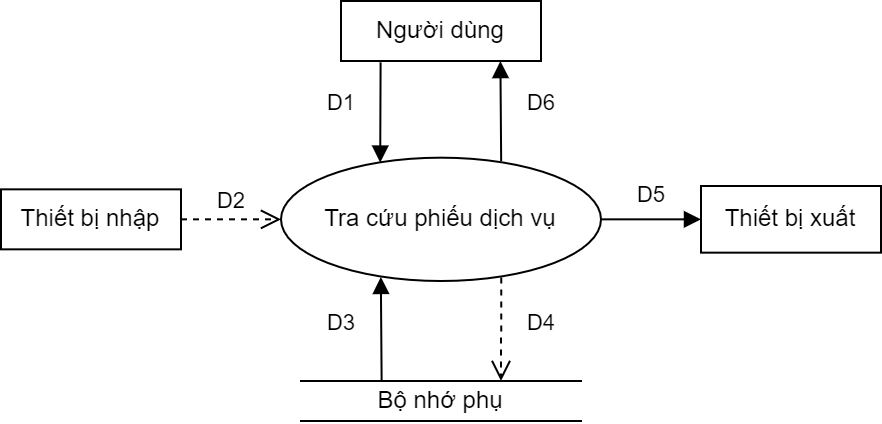 Người dùng
D1
D6
Thiết bị nhập
D2
Tra cứu phiếu dịch vụ
D5
Thiết bị xuất
D3
D4
Bộ nhớ phụ